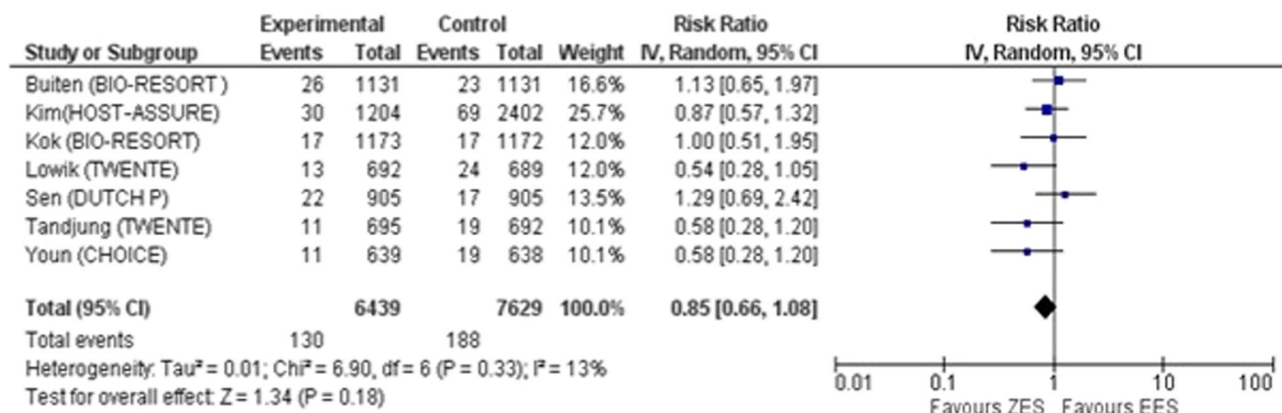 Experimental Control Risk Ratio Risk Ratio
Study or Subgroup Events Total Events Total Weight IV, Random, 95% CI IV, Random, 95% CI
Buiten (BIO-RESORT ) 26 1131 23 1131 16.6% 1.13 [0.65, 1.97]
Kim(HOST-ASSURE) 30 1204 69 2402 25.7% 0.87 [0.57, 1.32]
Kok (BIO-RESORT) 17 1173 17 1172 12.0% 1.00 [0.51, 1.95]
Lowik (TWENTE) 13 692 24 689 12.0% 0.54 [0.28, 1.05]
Sen (DUTCH P) 22 905 17 905 13.5% 1.29 [0.69, 2.42]
Tandjung (TWENTE) 11 695 19 692 10.1% 0.58 [0.28, 1.20]
Youn (CHOICE) 11 639 19 638 10.1% 0.58 [0.28, 1.20]
Total (95% CI) 6439 7629 100.0% 0.85 [0.66, 1.08]
Total events 130 188
Heterogeneity: Tau² = 0.01; Chi² = 6.90, df = 6 (P = 0.33); I² = 13%
Test for overall effect: Z = 1.34 (P = 0.18)
0.01 0.1 1 10 100
Favours ZES Favours EES